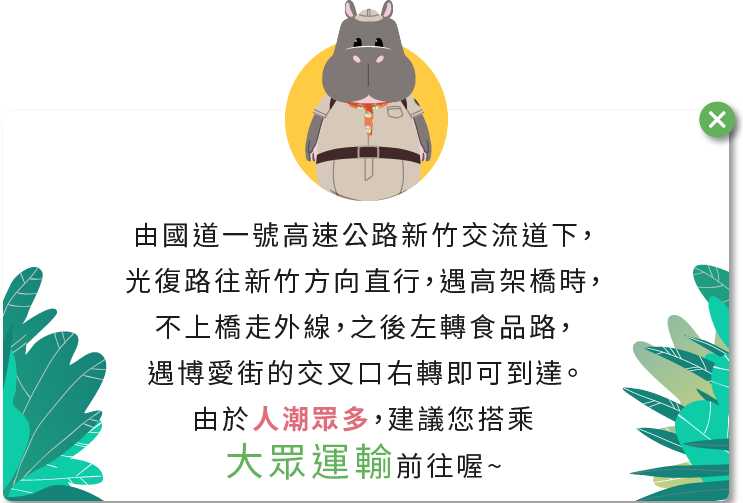 由國道一號高速公路新竹交流道下，
光復路往新竹方向直行，遇高架橋時，
不上橋走外線，之後左轉食品路，
遇博愛街的交叉口右轉即可到達。
由於人潮眾多，建議您搭乘
大眾運輸前往喔~